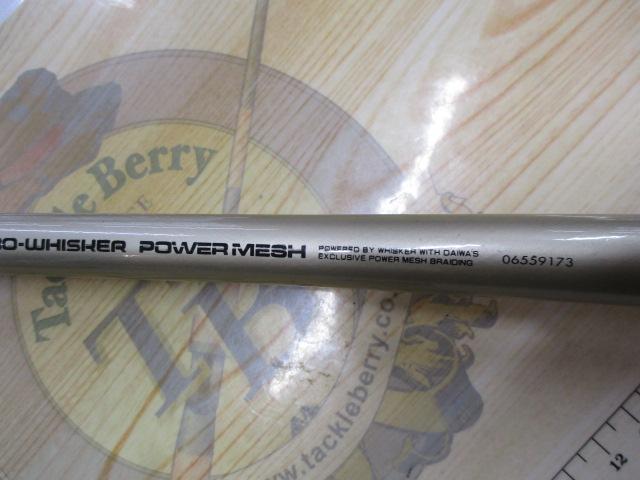 Tackle Berry
TB
www.tackleberry.co.
O-WHISKER POWER MESH
POWERED BY WHISKER WITH DAIWA'S
EXCLUSIVE POWER MESH BRAIDING
06559173
12